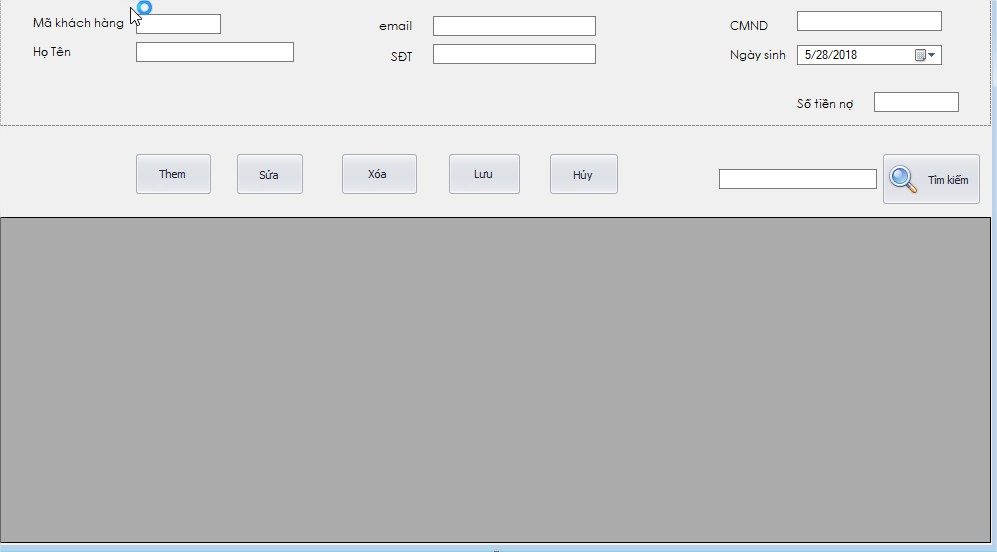 Mã khách hàng
email
CMND
Họ Tên
SĐT
Ngày sinh
5/28/2018
Số tiền nợ
Them
Sửa
Xóa
Lưu
Hủy
Tìm kiếm